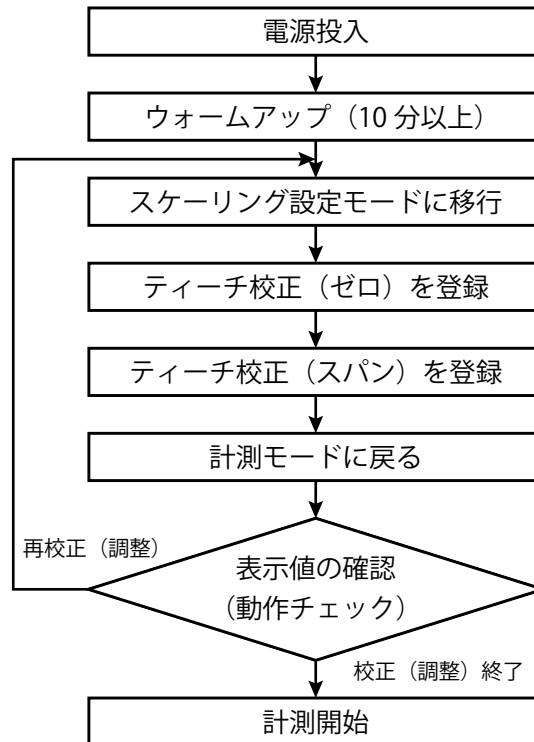 電源投入
ウォームアップ（10 分以上）
スケーリング設定モードに移行
ティーチ校正（ゼロ）を登録
ティーチ校正（スパン）を登録
計測モードに戻る
再校正（調整）
表示値の確認
（動作チェック）
校正（調整）終了
計測開始